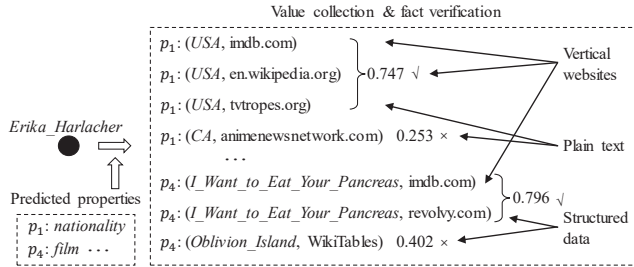 Value collection & fact verification
p1: (USA, imdb.com)
p1: (USA, en.wikipedia.org)
0.747 √
p1: (USA, tvtropes.org)
p1: (CA, animenewsnetwork.com) 0.253 ×
...
p4: (I_Want_to_Eat_Your_Pancreas, imdb.com)
0.796 √
p4: (I_Want_to_Eat_Your_Pancreas, revolvy.com)
p4: (Oblivion_Island, WikiTables) 0.402 ×
Vertical
websites
Plain text
Structured
data
Erika_Harlacher
Predicted properties
p1: nationality
p4: film ...